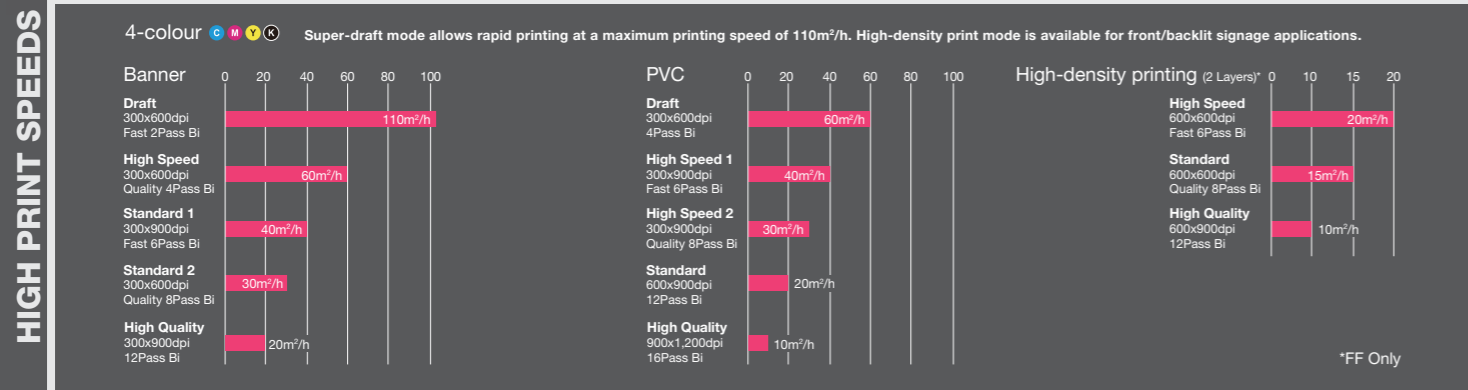 HIGH PRINT SPEEDS
4-colour C M Y K Super-draft mode allows rapid printing at a maximum printing speed of 110m²/h. High-density print mode is available for front/backlit signage applications.
Banner 0 20 40 60 80 100
Draft
300x600dpi
Fast 2Pass Bi
110m²/h
High Speed
300x600dpi
Quality 4Pass Bi
60m²/h
Standard 1
300x900dpi
Fast 6Pass Bi
40m²/h
Standard 2
300x600dpi
Quality 8Pass Bi
30m²/h
High Quality
300x900dpi
12Pass Bi
20m²/h
PVC 0 20 40 60 80 100
Draft
300x600dpi
4Pass Bi
60m²/h
High Speed 1
300x900dpi
Fast 6Pass Bi
40m²/h
High Speed 2
300x900dpi
Quality 8Pass Bi
30m²/h
Standard
600x900dpi
12Pass Bi
20m²/h
High Quality
900x1,200dpi
16Pass Bi
10m²/h
High-density printing (2 Layers)* 0 10 15 20
High Speed
600x600dpi
Fast 6Pass Bi
20m²/h
Standard
600x600dpi
Quality 8Pass Bi
15m²/h
High Quality
600x900dpi
12Pass Bi
10m²/h
*FF Only